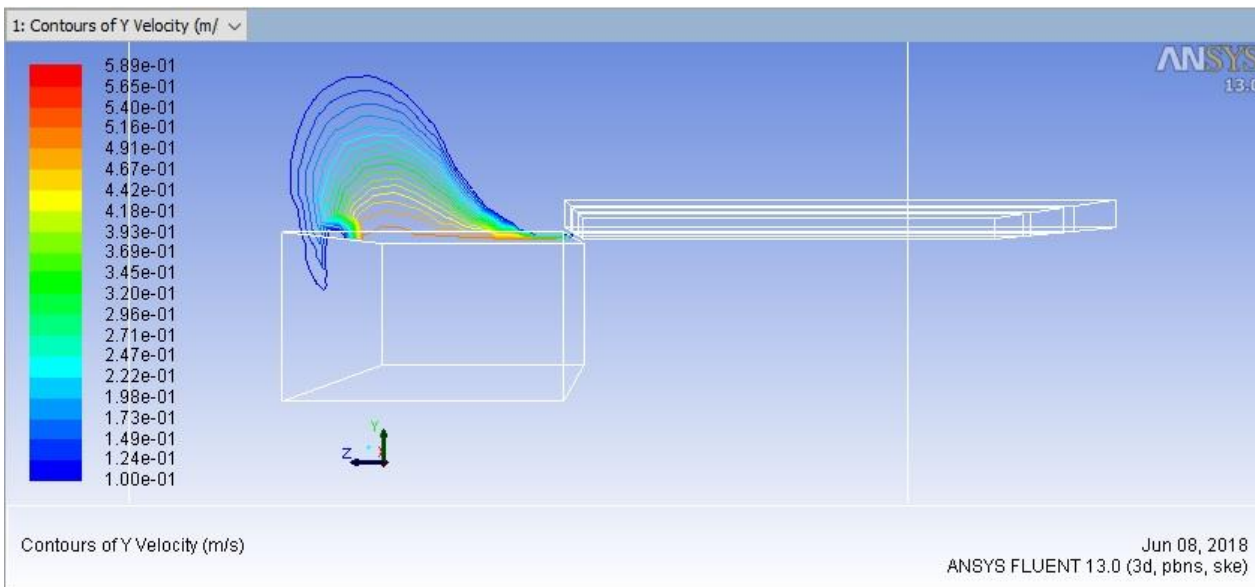 1: Contours of Y Velocity (m/
ANSYS
13.0
5.89e-01
5.65e-01
5.40e-01
5.16e-01
4.91e-01
4.67e-01
4.42e-01
4.18e-01
3.93e-01
3.69e-01
3.45e-01
3.20e-01
2.96e-01
2.71e-01
2.47e-01
2.22e-01
1.98e-01
1.73e-01
1.49e-01
1.24e-01
1.00e-01
Y
Z X
Contours of Y Velocity (m/s)
Jun 08, 2018
ANSYS FLUENT 13.0 (3d, pbns, ske)